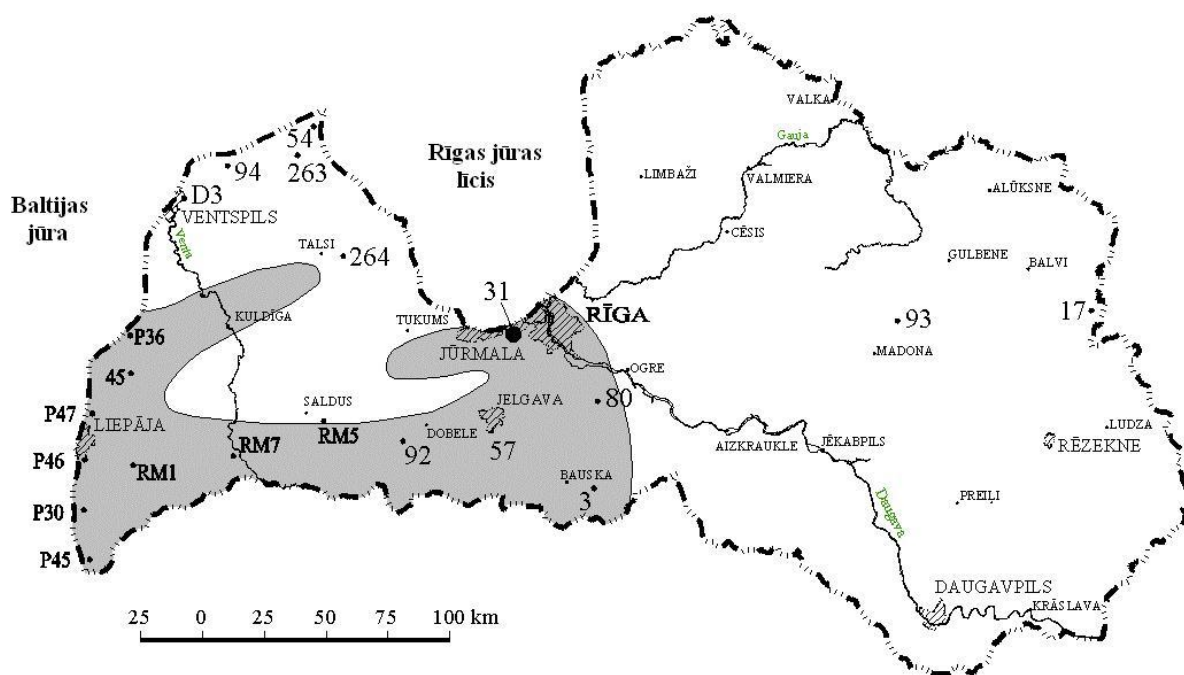 VALKA
54
Gauja
Rīgas jūras
līcis
94
263
LIMBAŽI
VALMIERA
ALŪKSNE
D3
VENTSPILS
Baltijas
jūra
Venta
CĒSIS
TALSI
264
GULBENE
BALVI
31
RĪGA
17
KULDĪGA
TUKUMS
93
P36
JŪRMALA
MADONA
45
OGRE
P47
LIEPĀJA
SALDUS
JELGAVA
80
RM5
DOBELE
LUDZA
AIZKRAUKLE
JĒKABPILS
RĒZEKNE
P46
RM1
RM7
92
57
BAUSKA
3
PREIĻI
P30
Daugava
P45
DAUGAVPILS
KRĀSLAVA
25 0 25 50 75 100 km